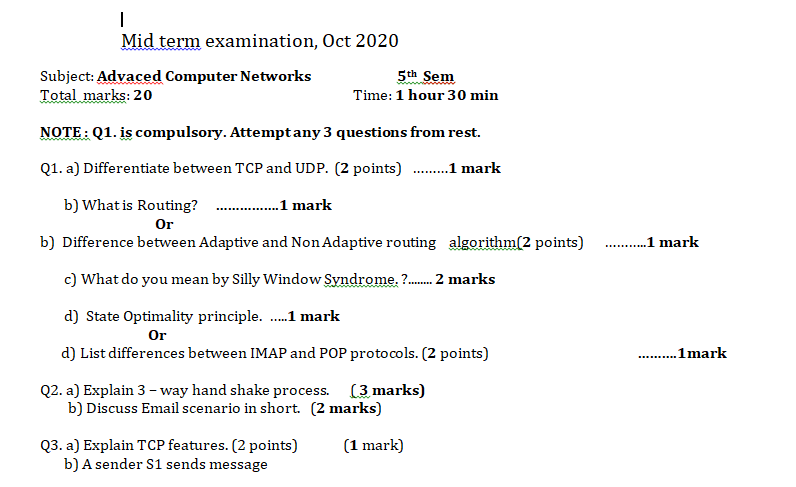 Mid term examination, Oct 2020
Subject: Advaced Computer Networks 5th Sem
Total marks: 20 Time: 1 hour 30 min
NOTE : Q1. is compulsory. Attempt any 3 questions from rest.
Q1. a) Differentiate between TCP and UDP. (2 points) .........1 mark
b) What is Routing? .................1 mark
Or
b) Difference between Adaptive and Non Adaptive routing algorithm(2 points) ...........1 mark
c) What do you mean by Silly Window Syndrome. ?........ 2 marks
d) State Optimality principle. .....1 mark
Or
d) List differences between IMAP and POP protocols. (2 points) ..........1mark
Q2. a) Explain 3 – way hand shake process. ( 3 marks)
b) Discuss Email scenario in short. (2 marks)
Q3. a) Explain TCP features. (2 points) (1 mark)
b) A sender S1 sends message